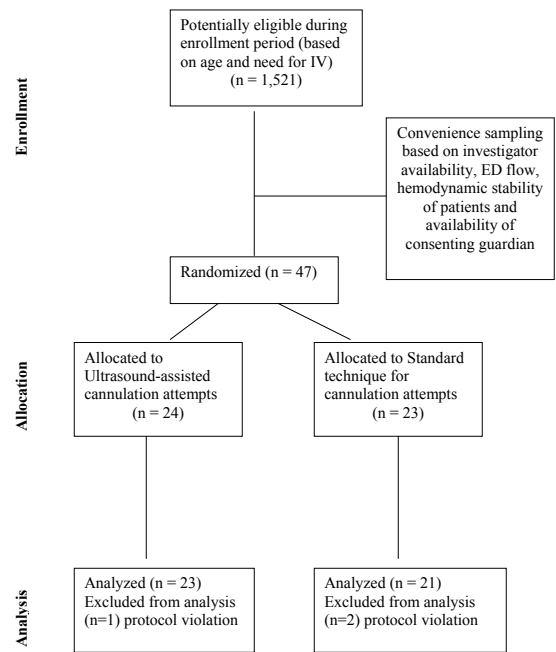 Enrollment
Potentially eligible during
enrollment period (based
on age and need for IV)
(n = 1,521)
Convenience sampling
based on investigator
availability, ED flow,
hemodynamic stability
of patients and
availability of
consenting guardian
Randomized (n = 47)
Allocation
Allocated to
Ultrasound-assisted
cannulation attempts
(n = 24)
Allocated to Standard
technique for
cannulation attempts
(n = 23)
Analysis
Analyzed (n = 23)
Excluded from analysis
(n=1) protocol violation
Analyzed (n = 21)
Excluded from analysis
(n=2) protocol violation